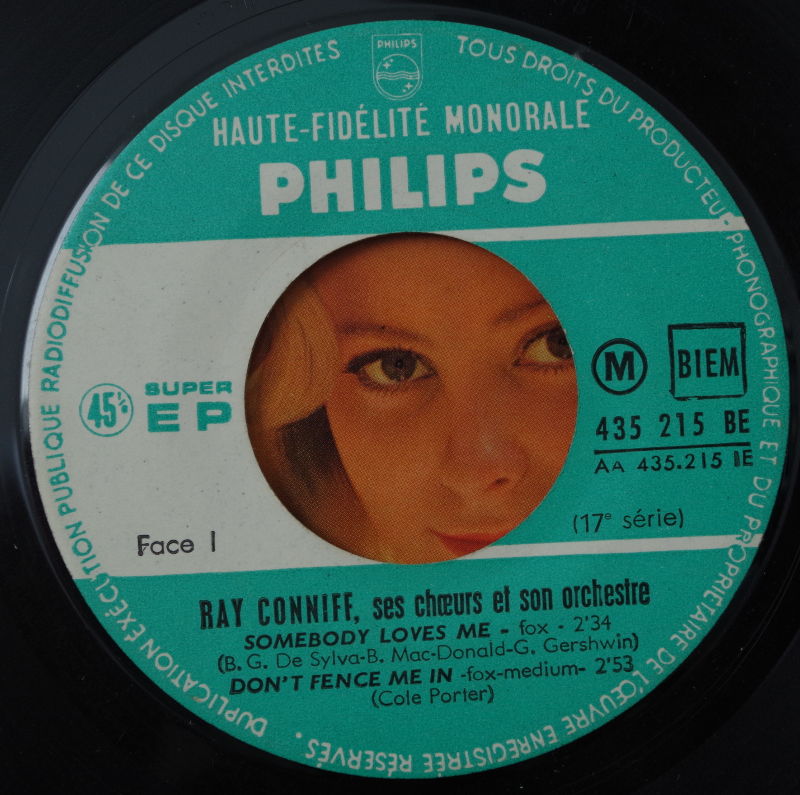 PHILIPS
TOUS DROITS DU PRODUCTEUR PHONOGRAPHIQUE ET DU PROPRIÉTAIRE DE L'ŒUVRE ENREGISTRÉE RÉSERVÉS.
DUPLICATION EXÉCUTION PUBLIQUE RADIODIFFUSION DE CE DISQUE INTERDITES
HAUTE-FIDÉLITÉ MONORALE
PHILIPS
45 SUPER
EP
M BIEM
435 215 BE
AA 435.215 BE
(17e série)
Face 1
RAY CONNIFF, ses chœurs et son orchestre
SOMEBODY LOVES ME - fox - 2'34
(B. G. De Sylva-B. Mac-Donald-G. Gershwin)
DON'T FENCE ME IN -fox-medium- 2'53
(Cole Porter)